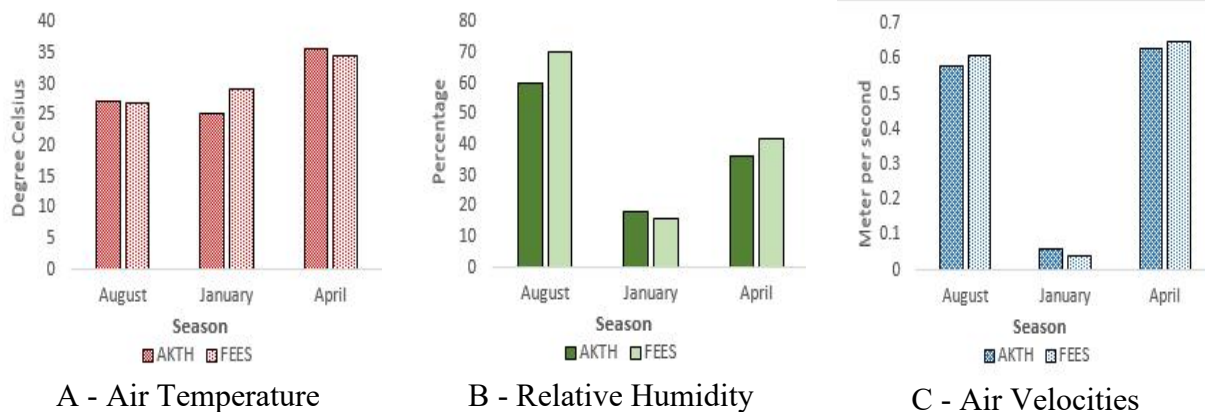 40
35
30
25
20
15
10
5
0
Degree Celsius
August January April
Season
AKTH FEES
A - Air Temperature
80
70
60
50
40
30
20
10
0
Percentage
August January April
Season
AKTH FEES
B - Relative Humidity
0.7
0.6
0.5
0.4
0.3
0.2
0.1
0
Meter per second
August January April
Season
AKTH FEES
C - Air Velocities